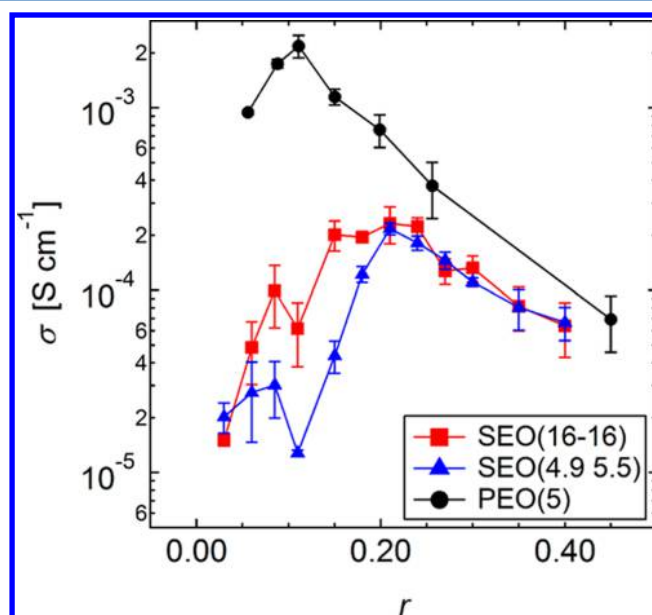 2
10⁻³
6
4
2
10⁻⁴
6
4
2
10⁻⁵
6
σ [S cm⁻¹]
SEO(16-16)
SEO(4.9 5.5)
PEO(5)
0.00
0.20
0.40
r